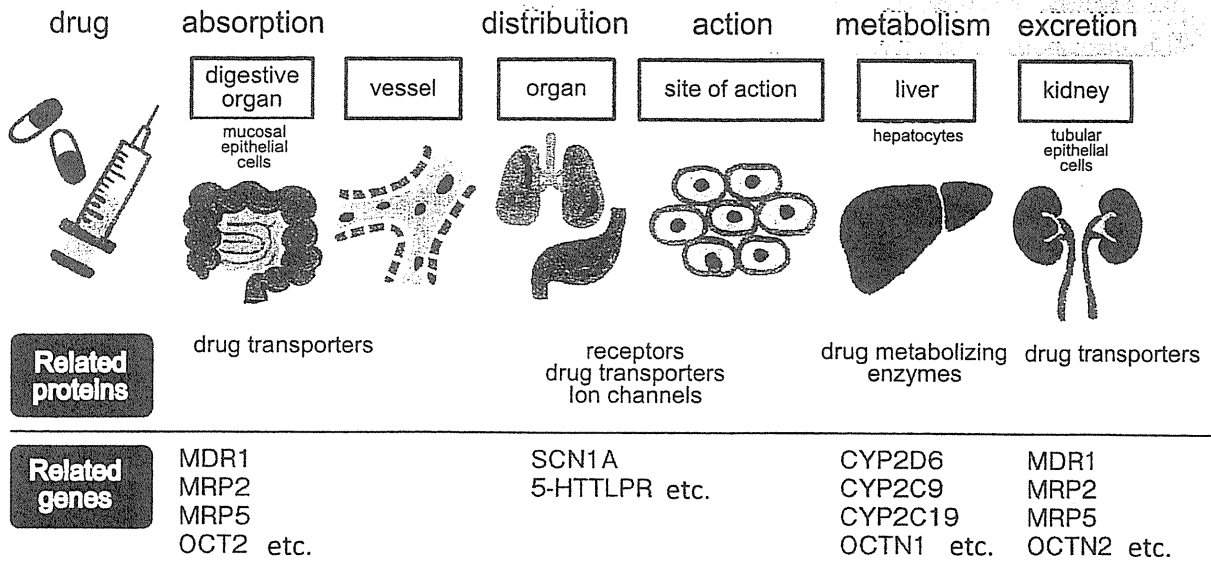 drug absorption distribution action metabolism excretion
digestive
organ
vessel
organ
site of action
liver
kidney
mucosal
epithelial
cells
hepatocytes
tubular
epithelial
cells
Related
proteins
drug transporters
receptors
drug transporters
Ion channels
drug metabolizing
enzymes
drug transporters
Related
genes
MDR1
MRP2
MRP5
OCT2 etc.
SCN1A
5-HTTLPR etc.
CYP2D6
CYP2C9
CYP2C19
OCTN1 etc.
MDR1
MRP2
MRP5
OCTN2 etc.